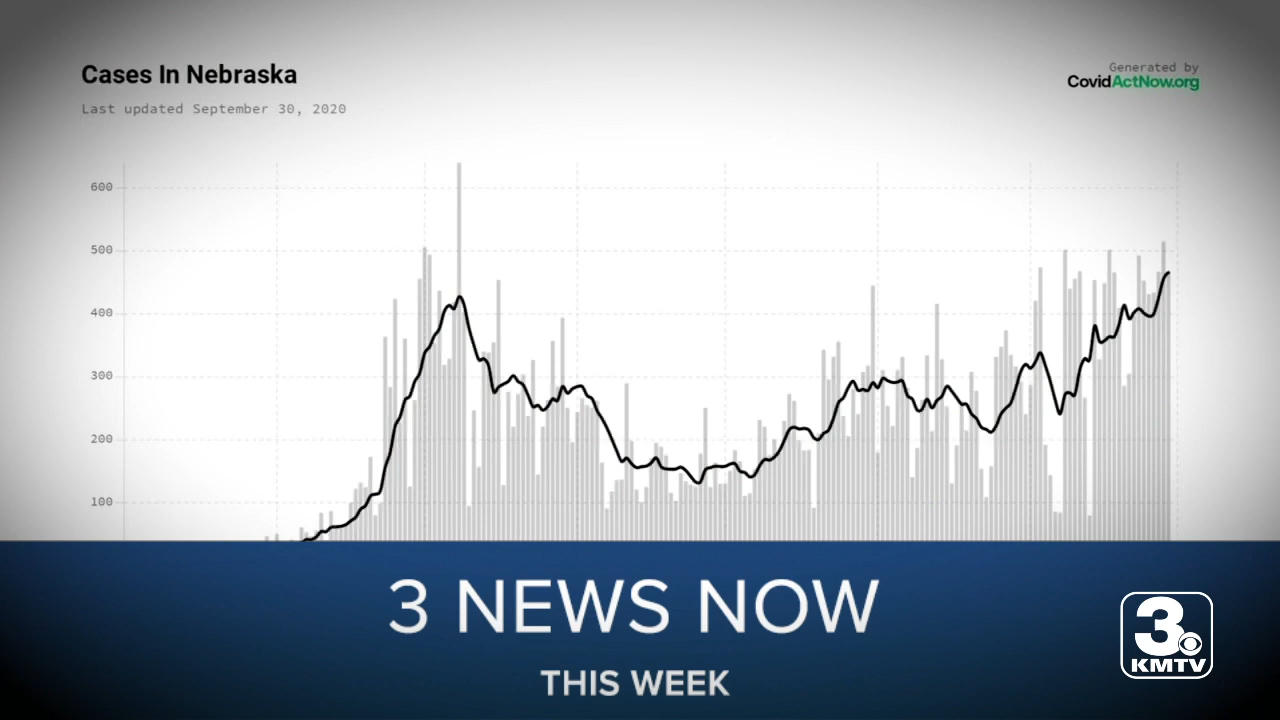 Cases In Nebraska
Generated by
CovidActNow.org
Last updated September 30, 2020
600
500
400
300
200
100
3 NEWS NOW
THIS WEEK
3
KMTV